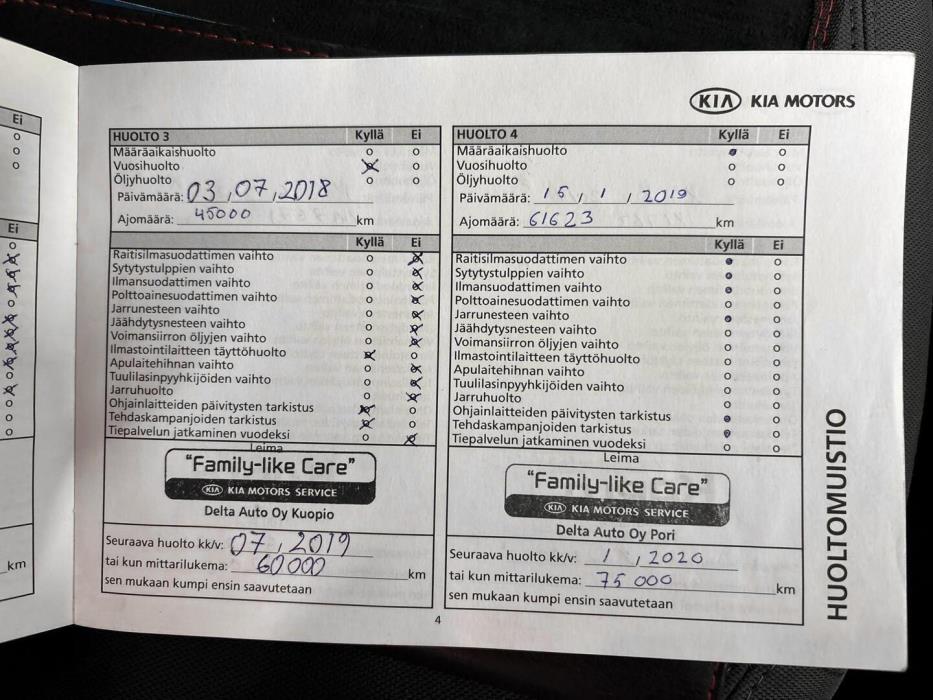 Ei
Ei
km
KIA KIA MOTORS
HUOLTO 3 Kyllä Ei
Määräaikaishuolto
Vuosihuolto
Öljyhuolto
Päivämäärä: 03,07,2018
Ajomäärä: 45000 km
Kyllä Ei
Raitisilmasuodattimen vaihto
Sytytystulppien vaihto
Ilmansuodattimen vaihto
Polttoainesuodattimen vaihto
Jarrunesteen vaihto
Jäähdytysnesteen vaihto
Voimansiirron öljyjen vaihto
Ilmastointilaitteen täyttöhuolto
Apulaitehihnan vaihto
Tuulilasinpyyhkijöiden vaihto
Jarruhuolto
Ohjainlaitteiden päivitysten tarkistus
Tehdaskampanjoiden tarkistus
Tiepalvelun jatkaminen vuodeksi
Leima
"Family-like Care"
KIA KIA MOTORS SERVICE
Delta Auto Oy Kuopio
Seuraava huolto kk/v: 07, 2019
tai kun mittarilukema: 60000 km
sen mukaan kumpi ensin saavutetaan
HUOLTO 4 Kyllä Ei
Määräaikaishuolto
Vuosihuolto
Öljyhuolto
Päivämäärä: 15 , 1 , 2019
Ajomäärä: 61623 km
Kyllä Ei
Raitisilmasuodattimen vaihto
Sytytystulppien vaihto
Ilmansuodattimen vaihto
Polttoainesuodattimen vaihto
Jarrunesteen vaihto
Jäähdytysnesteen vaihto
Voimansiirron öljyjen vaihto
Ilmastointilaitteen täyttöhuolto
Apulaitehihnan vaihto
Tuulilasinpyyhkijöiden vaihto
Jarruhuolto
Ohjainlaitteiden päivitysten tarkistus
Tehdaskampanjoiden tarkistus
Tiepalvelun jatkaminen vuodeksi
Leima
"Family-like Care"
KIA KIA MOTORS SERVICE
Delta Auto Oy Pori
Seuraava huolto kk/v: 1 , 2020
tai kun mittarilukema: 75 000 km
sen mukaan kumpi ensin saavutetaan
HUOLTOMUISTIO
4